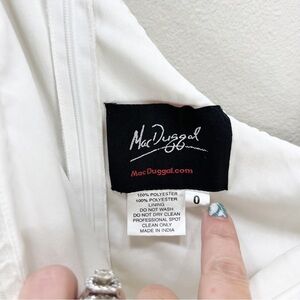 Mac Duggal
MacDuggal.com
100% POLYESTER
100% POLYESTER
LINING
DO NOT WASH
DO NOT DRY CLEAN
PROFESSIONAL SPOT
CLEAN ONLY
MADE IN INDIA
0